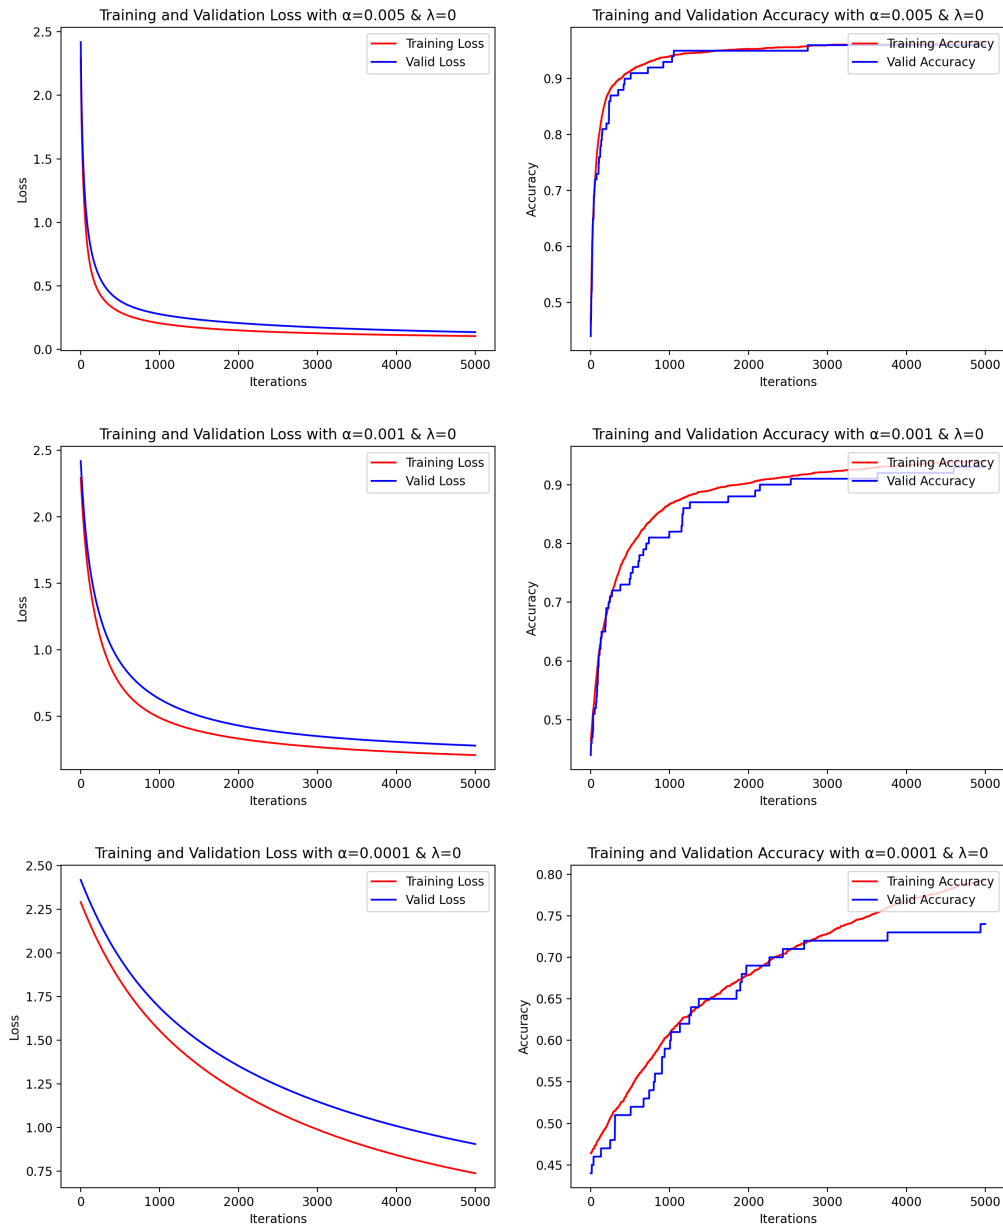 Training and Validation Loss with α=0.005 & λ=0
2.5
2.0
1.5
1.0
0.5
0.0
Loss
Training Loss
Valid Loss
0 1000 2000 3000 4000 5000
Iterations
Training and Validation Accuracy with α=0.005 & λ=0
0.9
0.8
0.7
0.6
0.5
Accuracy
Training Accuracy
Valid Accuracy
0 1000 2000 3000 4000 5000
Iterations
Training and Validation Loss with α=0.001 & λ=0
2.5
2.0
1.5
1.0
0.5
Loss
Training Loss
Valid Loss
0 1000 2000 3000 4000 5000
Iterations
Training and Validation Accuracy with α=0.001 & λ=0
0.9
0.8
0.7
0.6
0.5
Accuracy
Training Accuracy
Valid Accuracy
0 1000 2000 3000 4000 5000
Iterations
Training and Validation Loss with α=0.0001 & λ=0
2.50
2.25
2.00
1.75
1.50
1.25
1.00
0.75
Loss
Training Loss
Valid Loss
0 1000 2000 3000 4000 5000
Iterations
Training and Validation Accuracy with α=0.0001 & λ=0
0.80
0.75
0.70
0.65
0.60
0.55
0.50
0.45
Accuracy
Training Accuracy
Valid Accuracy
0 1000 2000 3000 4000 5000
Iterations